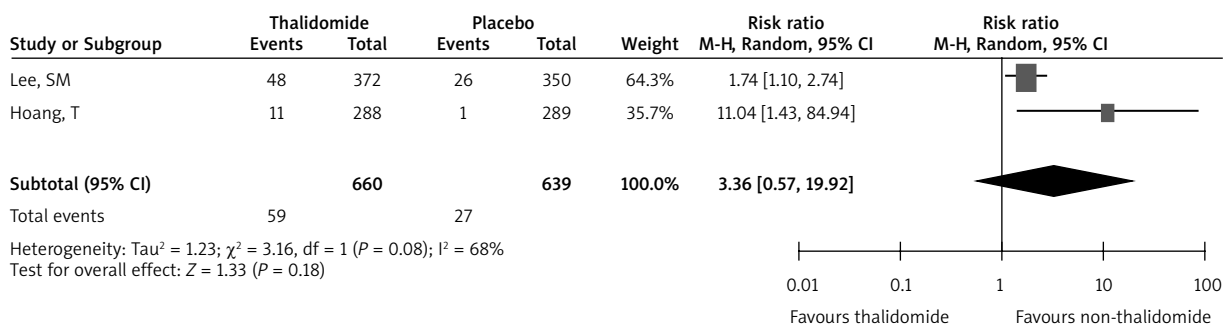 Thalidomide Placebo Risk ratio Risk ratio
Study or Subgroup Events Total Events Total Weight M-H, Random, 95% CI M-H, Random, 95% CI
Lee, SM 48 372 26 350 64.3% 1.74 [1.10, 2.74]
Hoang, T 11 288 1 289 35.7% 11.04 [1.43, 84.94]
Subtotal (95% CI) 660 639 100.0% 3.36 [0.57, 19.92]
Total events 59 27
Heterogeneity: Tau² = 1.23; χ² = 3.16, df = 1 (P = 0.08); I² = 68%
Test for overall effect: Z = 1.33 (P = 0.18)
0.01 0.1 1 10 100
Favours thalidomide Favours non-thalidomide